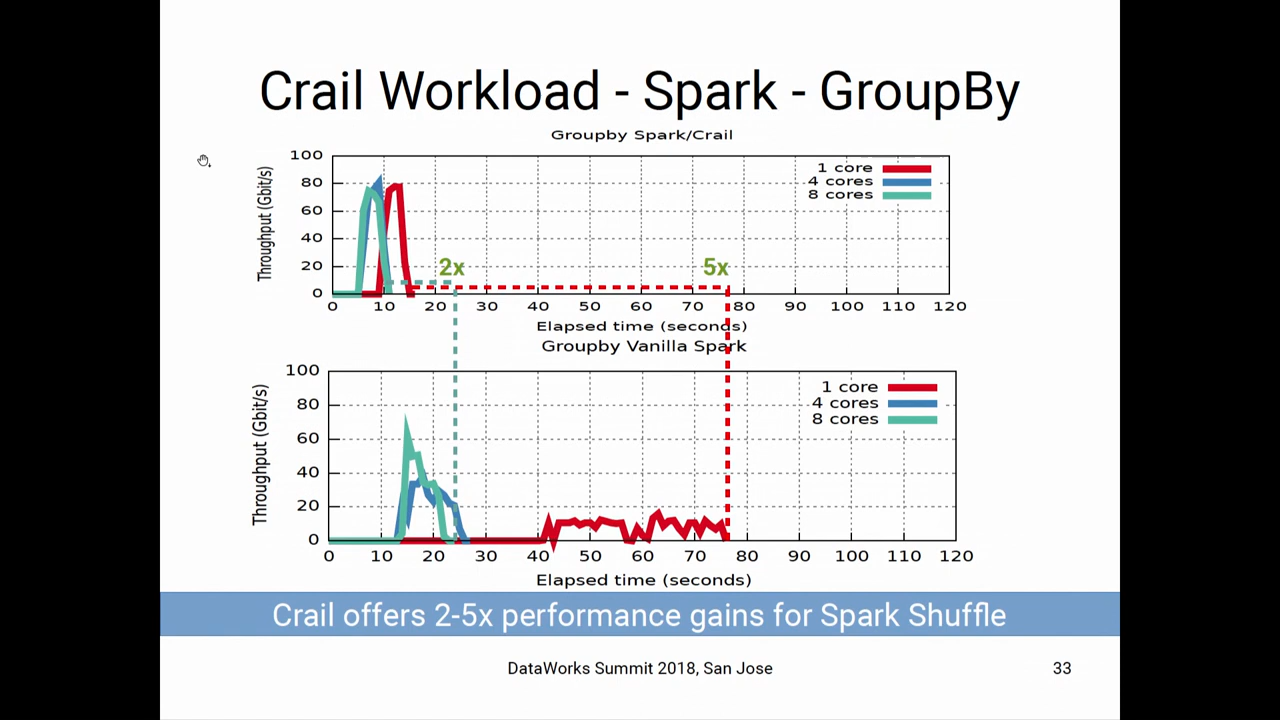 Crail Workload - Spark - GroupBy
Groupby Spark/Crail
Throughput (Gbit/s)
100
80
60
40
20
0
1 core
4 cores
8 cores
2x
5x
0 10 20 30 40 50 60 70 80 90 100 110 120
Elapsed time (seconds)
Groupby Vanilla Spark
Throughput (Gbit/s)
100
80
60
40
20
0
1 core
4 cores
8 cores
0 10 20 30 40 50 60 70 80 90 100 110 120
Elapsed time (seconds)
Crail offers 2-5x performance gains for Spark Shuffle
DataWorks Summit 2018, San Jose
33